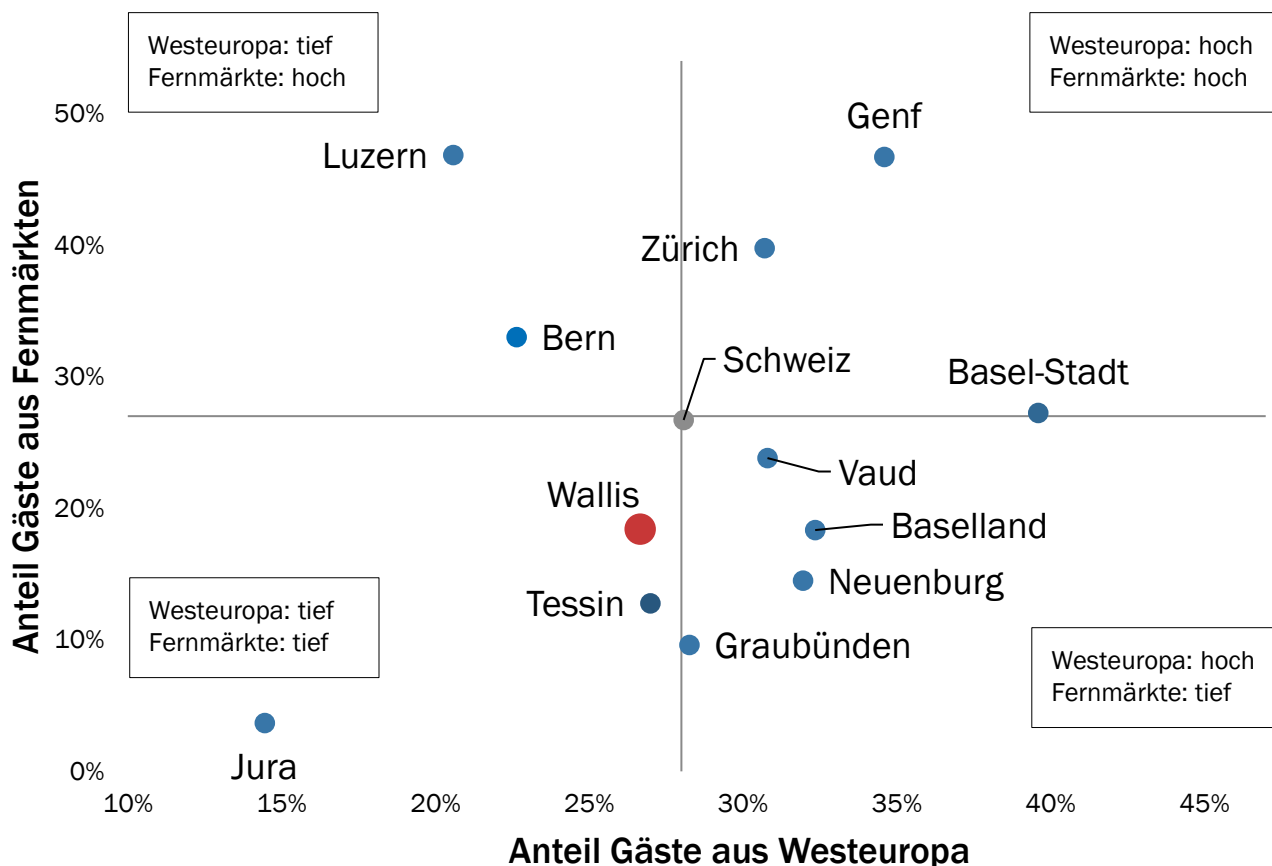 Westeuropa: tief
Fernmärkte: hoch
Westeuropa: hoch
Fernmärkte: hoch
50%
Genf
Luzern
Zürich
40%
Bern
Schweiz
30%
Basel-Stadt
Vaud
Wallis
20%
Baselland
Neuenburg
Westeuropa: tief
Fernmärkte: tief
Tessin
10%
Graubünden
Westeuropa: hoch
Fernmärkte: tief
Jura
0%
10%
15%
20%
25%
30%
35%
40%
45%
Anteil Gäste aus Fernmärkten
Anteil Gäste aus Westeuropa